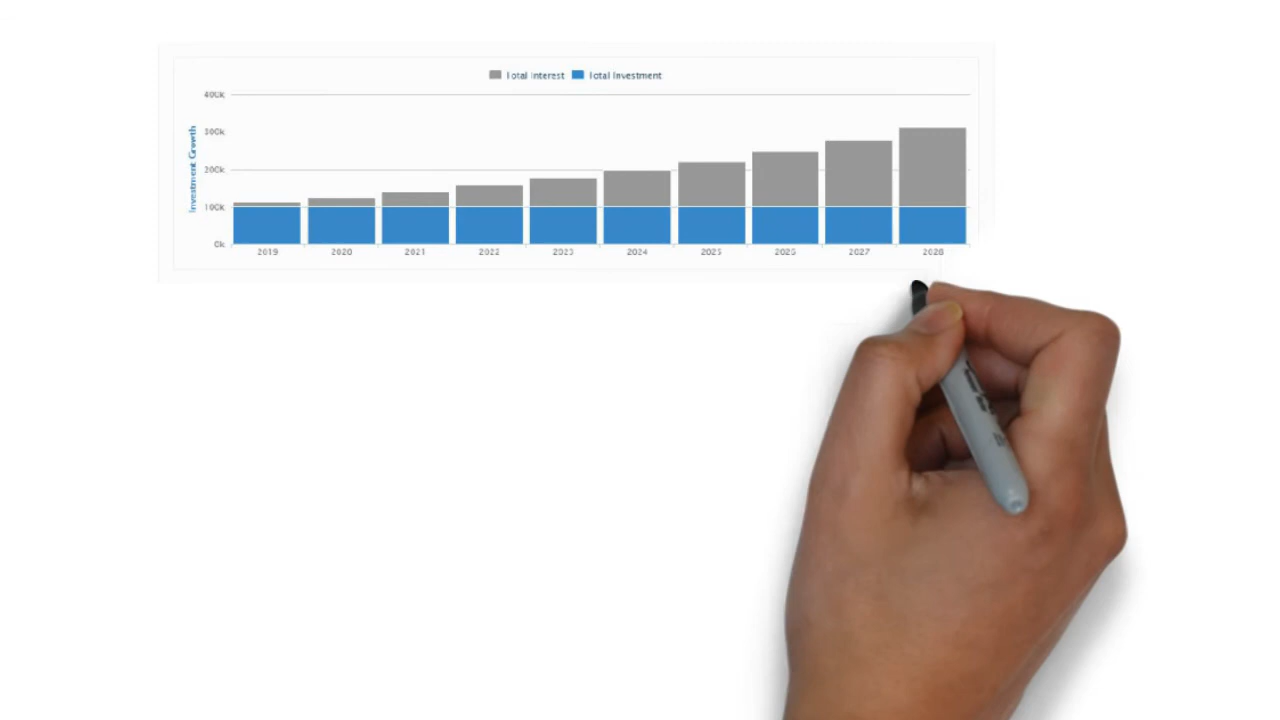 Total Interest Total Investment
400k
300k
200k
100k
0k
Investment Growth
2019 2020 2021 2022 2023 2024 2025 2026 2027 2028